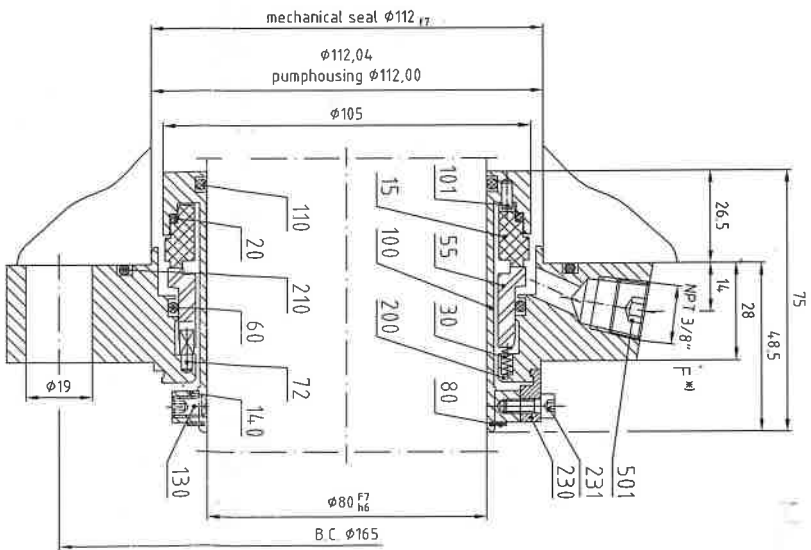 mechanical seal ϕ112 f7
ϕ112,04
pumphousing ϕ112,00
ϕ105
110
20
210
60
72
140
130
101
15
55
100
200
30
80
26.5
14
28
48.5
75
NPT 3/8"
F*)
501
231
230
ϕ19
ϕ80 F7
h6
B.C. ϕ165